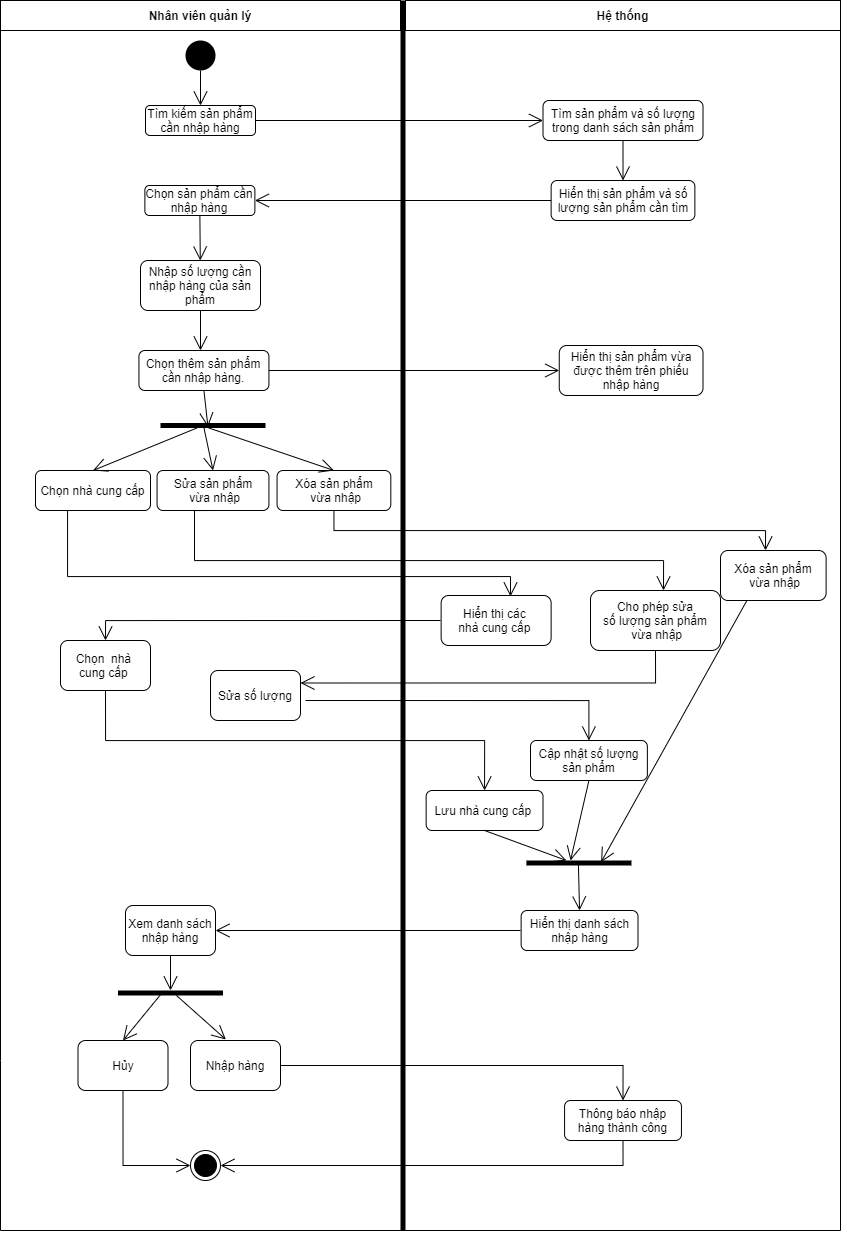 Nhân viên quản lý
Hệ thống
Tìm kiếm sản phẩm
cần nhập hàng
Tìm sản phẩm và số lượng
trong danh sách sản phẩm
Chọn sản phẩm cần
nhập hàng
Hiển thị sản phẩm và số
lượng sản phẩm cần tìm
Nhập số lượng cần
nhập hàng của sản
phẩm
Chọn thêm sản phẩm
cần nhập hàng.
Hiển thị sản phẩm vừa
được thêm trên phiếu
nhập hàng
Chọn nhà cung cấp
Sửa sản phẩm
vừa nhập
Xóa sản phẩm
vừa nhập
Xóa sản phẩm
vừa nhập
Hiển thị các
nhà cung cấp
Cho phép sửa
số lượng sản phẩm
vừa nhập
Chọn nhà
cung cấp
Sửa số lượng
Cập nhật số lượng
sản phẩm
Lưu nhà cung cấp
Xem danh sách
nhập hàng
Hiển thị danh sách
nhập hàng
Hủy
Nhập hàng
Thông báo nhập
hàng thành công